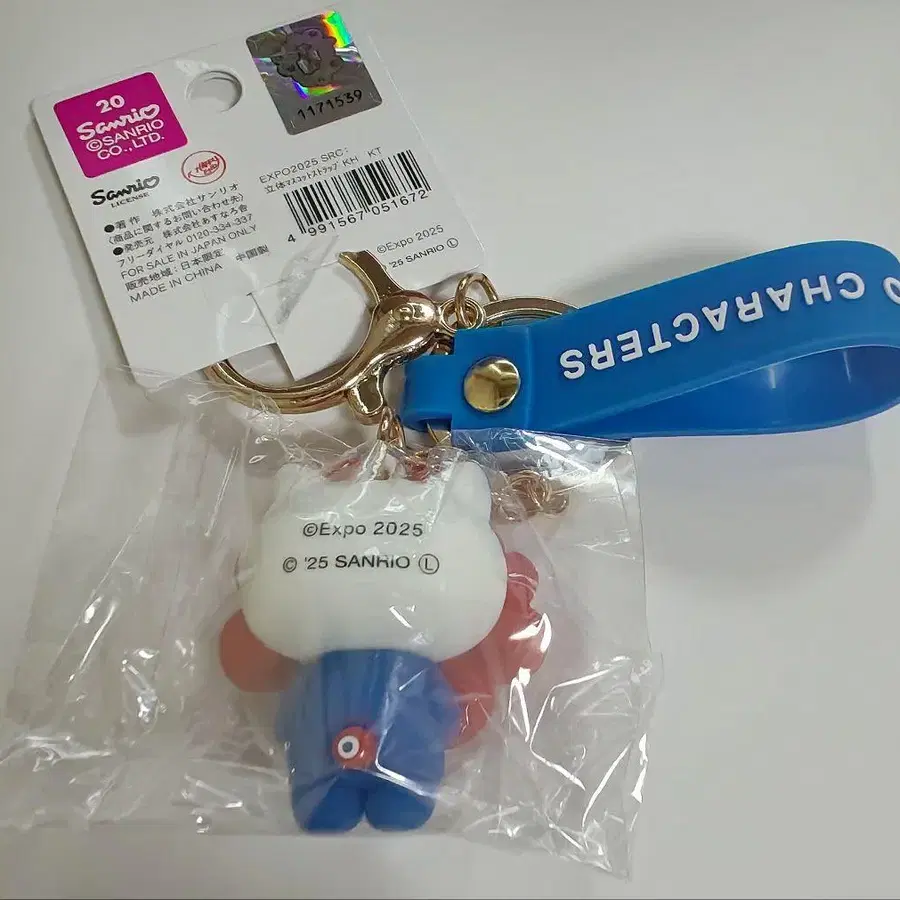 20
Sanrio
©SANRIO
CO., LTD.
Sanrio
LICENSE
●著作 株式会社サンリオ
(商品に関するお問い合わせ先)
●発売元 株式会社あすなろ舎
フリーダイヤル 0120-334-337
FOR SALE IN JAPAN ONLY
販売地域:日本限定
MADE IN CHINA 中国製
1171539
EXPO2025 SRC:
立体マスコットストラップ KH KT
4 991567 051672
©Expo 2025
©'25 SANRIO Ⓛ
O CHARACTERS
©Expo 2025
© '25 SANRIO Ⓛ